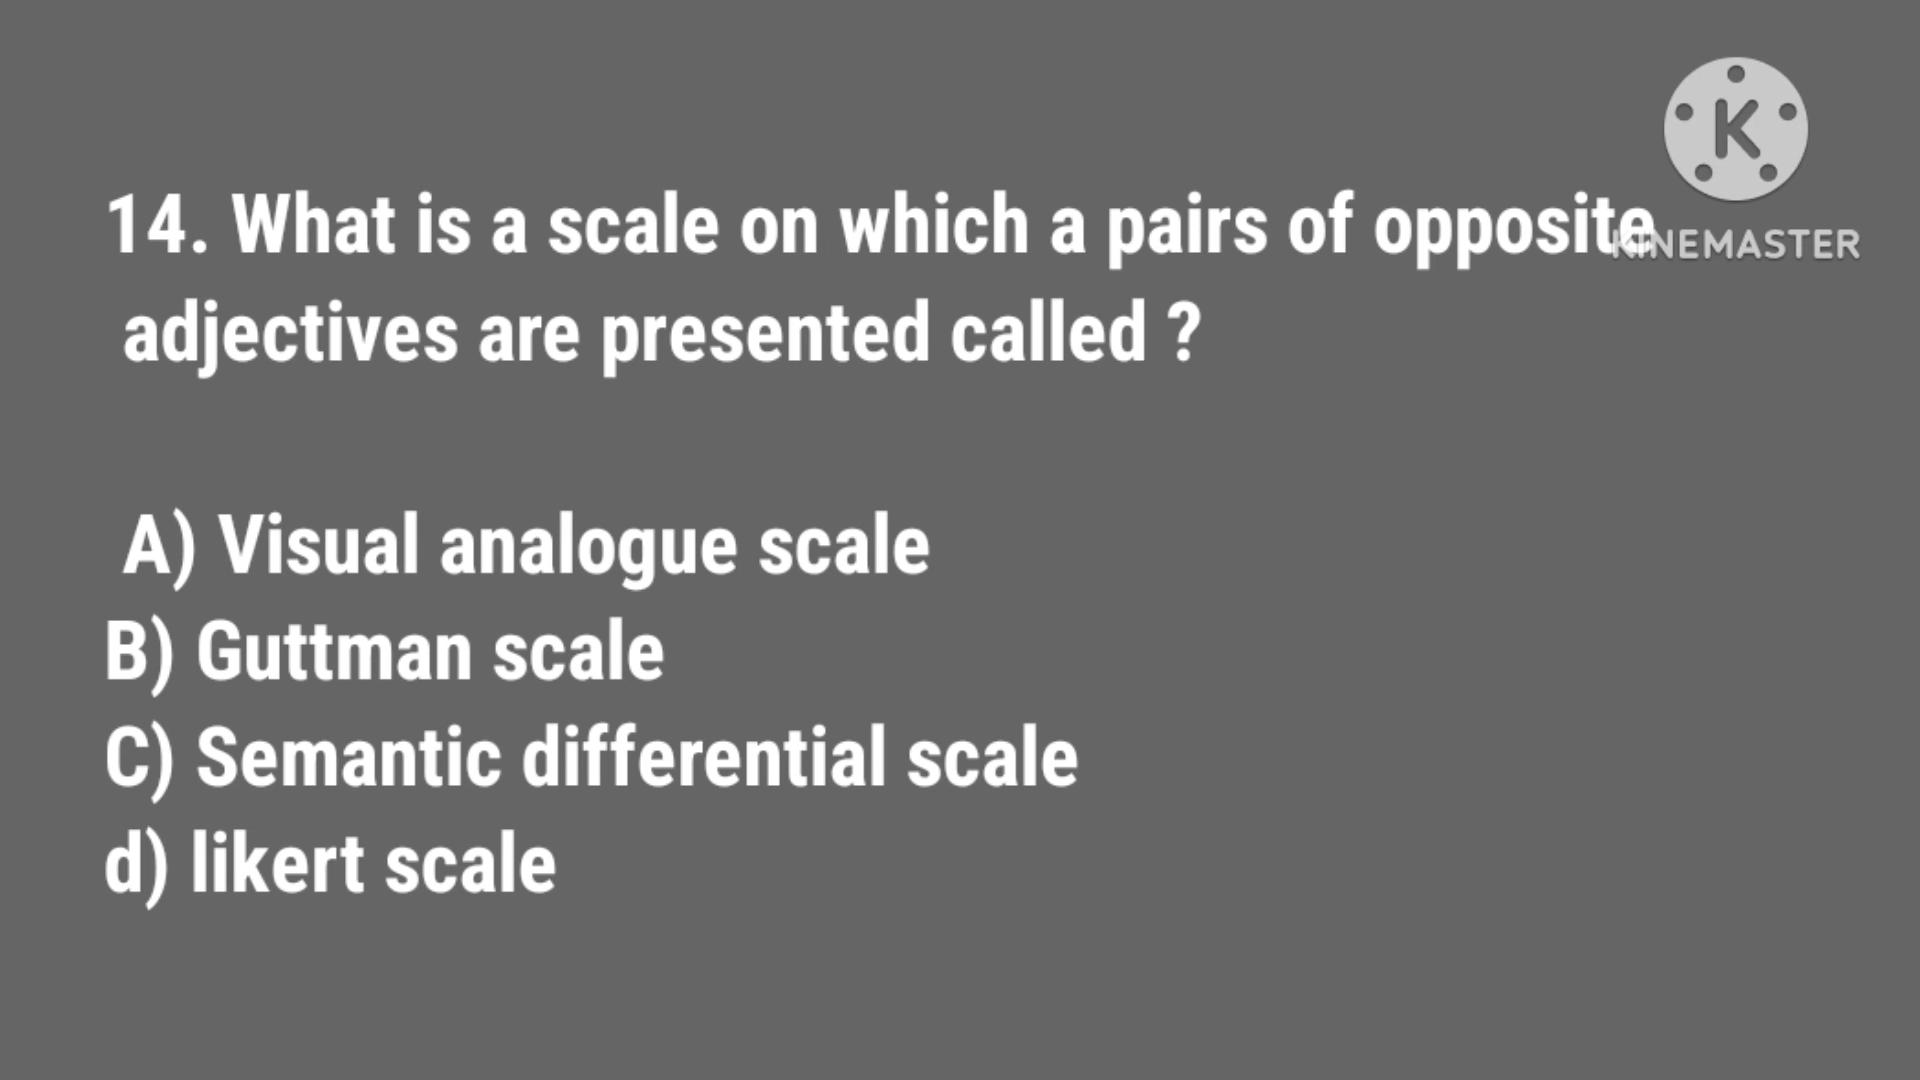 14. What is a scale on which a pairs of opposite
adjectives are presented called ?
A) Visual analogue scale
B) Guttman scale
C) Semantic differential scale
d) likert scale
K
KINEMASTER